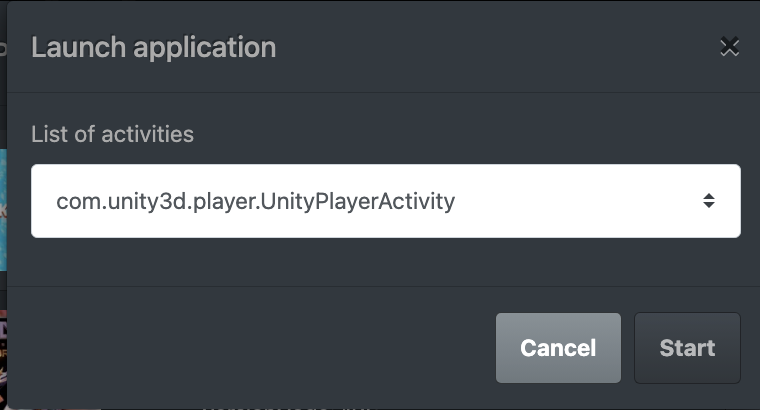 Launch application
List of activities
com.unity3d.player.UnityPlayerActivity
Cancel
Start